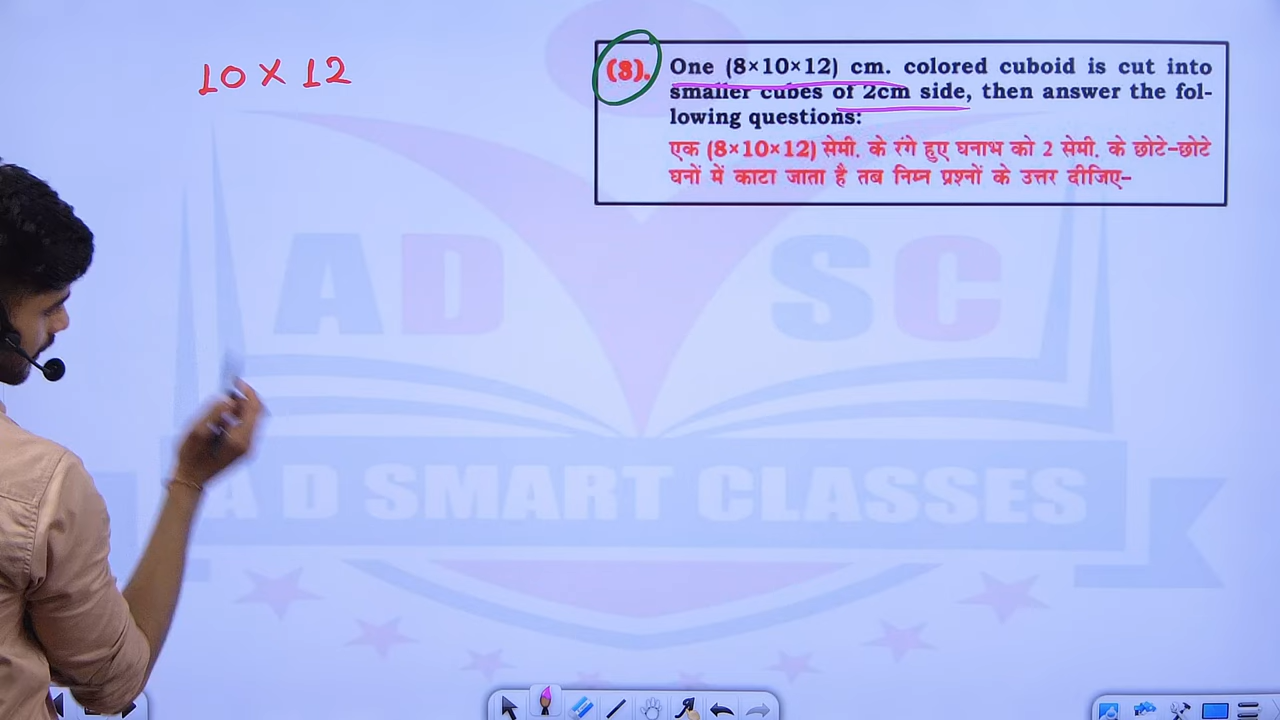 10 × 12
(3). One (8×10×12) cm. colored cuboid is cut into
smaller cubes of 2cm side, then answer the fol-
lowing questions:
एक (8×10×12) सेमी. के रंगे हुए घनाभ को 2 सेमी. के छोटे-छोटे
घनों में काटा जाता है तब निम्न प्रश्नों के उत्तर दीजिए-
AD SC
A D SMART CLASSES